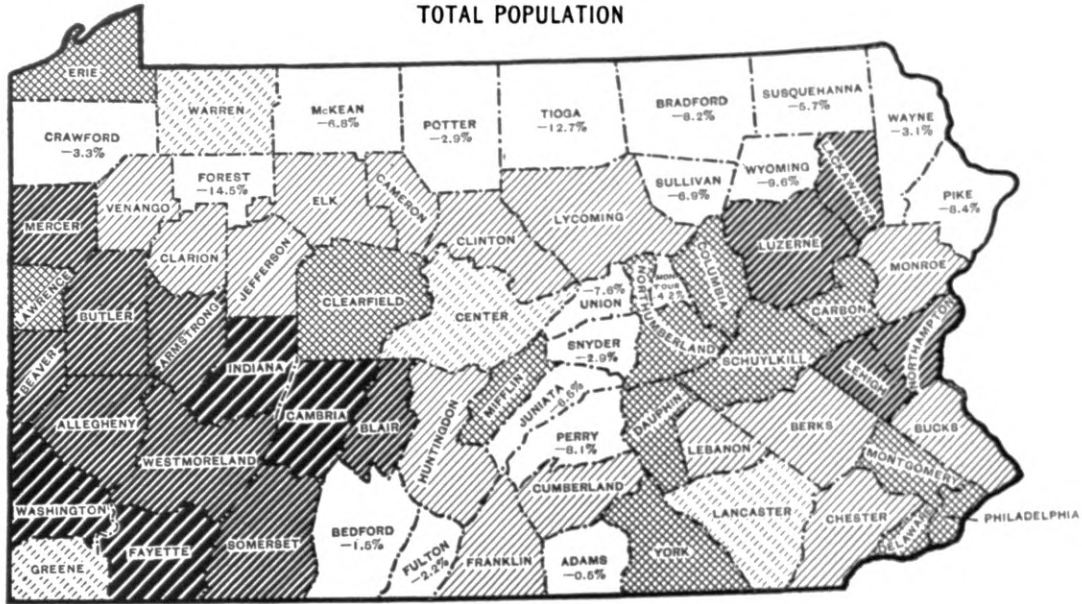 TOTAL POPULATION
ERIE
CRAWFORD
−3.3%
WARREN
McKEAN
−6.8%
POTTER
−2.9%
TIOGA
−12.7%
BRADFORD
−8.2%
SUSQUEHANNA
−5.7%
WAYNE
−3.1%
FOREST
−14.5%
SULLIVAN
−6.9%
WYOMING
−9.6%
LACKAWANNA
PIKE
−6.4%
MERCER
VENANGO
CLARION
ELK
CAMERON
JEFFERSON
CLINTON
LYCOMING
COLUMBIA
LUZERNE
MONROE
LAWRENCE
BUTLER
ARMSTRONG
CLEARFIELD
CENTER
−7.6%
UNION
NORTHUMBERLAND
MON
TOUR
CARBON
BEAVER
INDIANA
SNYDER
−2.9%
SCHUYLKILL
NORTHAMPTON
LEHIGH
ALLEGHENY
WESTMORELAND
CAMBRIA
BLAIR
HUNTINGDON
MIFFLIN
JUNIATA
PERRY
−8.1%
DAUPHIN
LEBANON
BERKS
BUCKS
MONTGOMERY
WASHINGTON
CUMBERLAND
LANCASTER
CHESTER
DELAWARE
PHILADELPHIA
GREENE
FAYETTE
SOMERSET
BEDFORD
−1.5%
FULTON
−2.2%
FRANKLIN
ADAMS
−0.5%
YORK